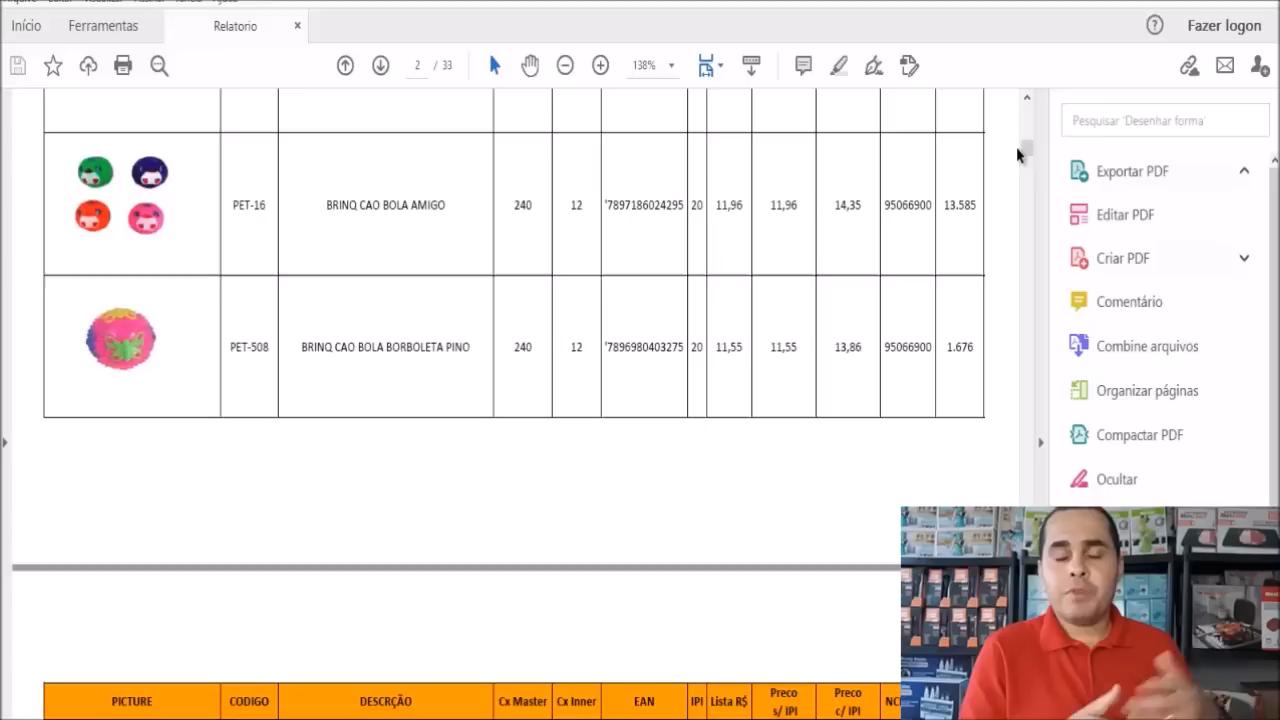 Início Ferramentas Relatorio × ? Fazer logon
2 / 33 138%
Pesquisar 'Desenhar forma'
Exportar PDF
Editar PDF
Criar PDF
Comentário
Combine arquivos
Organizar páginas
Compactar PDF
Ocultar
PET-16 BRINQ CAO BOLA AMIGO 240 12 '7897186024295 20 11,96 11,96 14,35 95066900 13.585
PET-508 BRINQ CAO BOLA BORBOLETA PINO 240 12 '7896980403275 20 11,55 11,55 13,86 95066900 1.676
PICTURE CODIGO DESCRÇÃO Cx Master Cx Inner EAN IPI Lista R$ Preco s/ IPI Preco c/ IPI NC